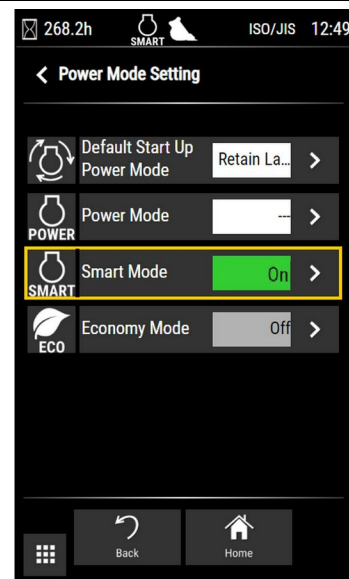 268.2h SMART ISO/JIS 12:49
Power Mode Setting
Default Start Up
Power Mode
Retain La...
POWER
Power Mode
---
SMART
Smart Mode
On
ECO
Economy Mode
Off
Back
Home